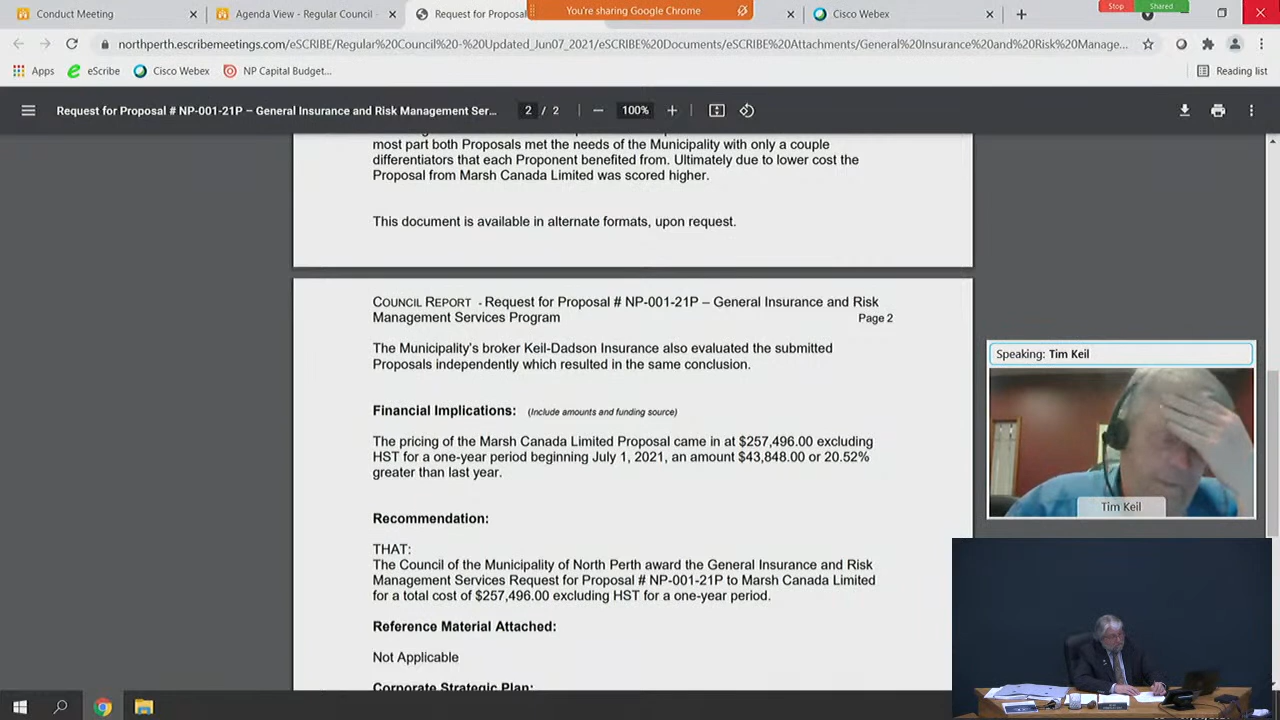 Conduct Meeting
Agenda View - Regular Council -
Request for Proposal
You're sharing Google Chrome
Cisco Webex
Stop
Shared
northperth.escribemeetings.com/eSCRIBE/Regular%20Council%20-%20Updated_Jun07_2021/eSCRIBE%20Documents/eSCRIBE%20Attachments/General%20Insurance%20and%20Risk%20Manage...
Apps
eScribe
Cisco Webex
NP Capital Budget...
Reading list
Request for Proposal # NP-001-21P – General Insurance and Risk Management Ser...
2 / 2
100%
most part both Proposals met the needs of the Municipality with only a couple
differentiators that each Proponent benefited from. Ultimately due to lower cost the
Proposal from Marsh Canada Limited was scored higher.
This document is available in alternate formats, upon request.
COUNCIL REPORT - Request for Proposal # NP-001-21P – General Insurance and Risk
Management Services Program
Page 2
The Municipality's broker Keil-Dadson Insurance also evaluated the submitted
Proposals independently which resulted in the same conclusion.
Financial Implications: (Include amounts and funding source)
The pricing of the Marsh Canada Limited Proposal came in at $257,496.00 excluding
HST for a one-year period beginning July 1, 2021, an amount $43,848.00 or 20.52%
greater than last year.
Recommendation:
THAT:
The Council of the Municipality of North Perth award the General Insurance and Risk
Management Services Request for Proposal # NP-001-21P to Marsh Canada Limited
for a total cost of $257,496.00 excluding HST for a one-year period.
Reference Material Attached:
Not Applicable
Corporate Strategic Plan:
Speaking: Tim Keil
Tim Keil